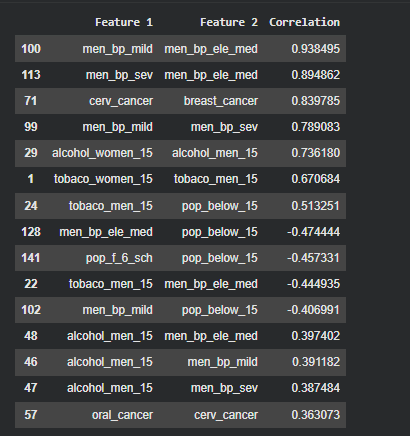 Feature 1 Feature 2 Correlation
100 men_bp_mild men_bp_ele_med 0.938495
113 men_bp_sev men_bp_ele_med 0.894862
71 cerv_cancer breast_cancer 0.839785
99 men_bp_mild men_bp_sev 0.789083
29 alcohol_women_15 alcohol_men_15 0.736180
1 tobaco_women_15 tobaco_men_15 0.670684
24 tobaco_men_15 pop_below_15 0.513251
128 men_bp_ele_med pop_below_15 -0.474444
141 pop_f_6_sch pop_below_15 -0.457331
22 tobaco_men_15 men_bp_ele_med -0.444935
102 men_bp_mild pop_below_15 -0.406991
48 alcohol_men_15 men_bp_ele_med 0.397402
46 alcohol_men_15 men_bp_mild 0.391182
47 alcohol_men_15 men_bp_sev 0.387484
57 oral_cancer cerv_cancer 0.363073